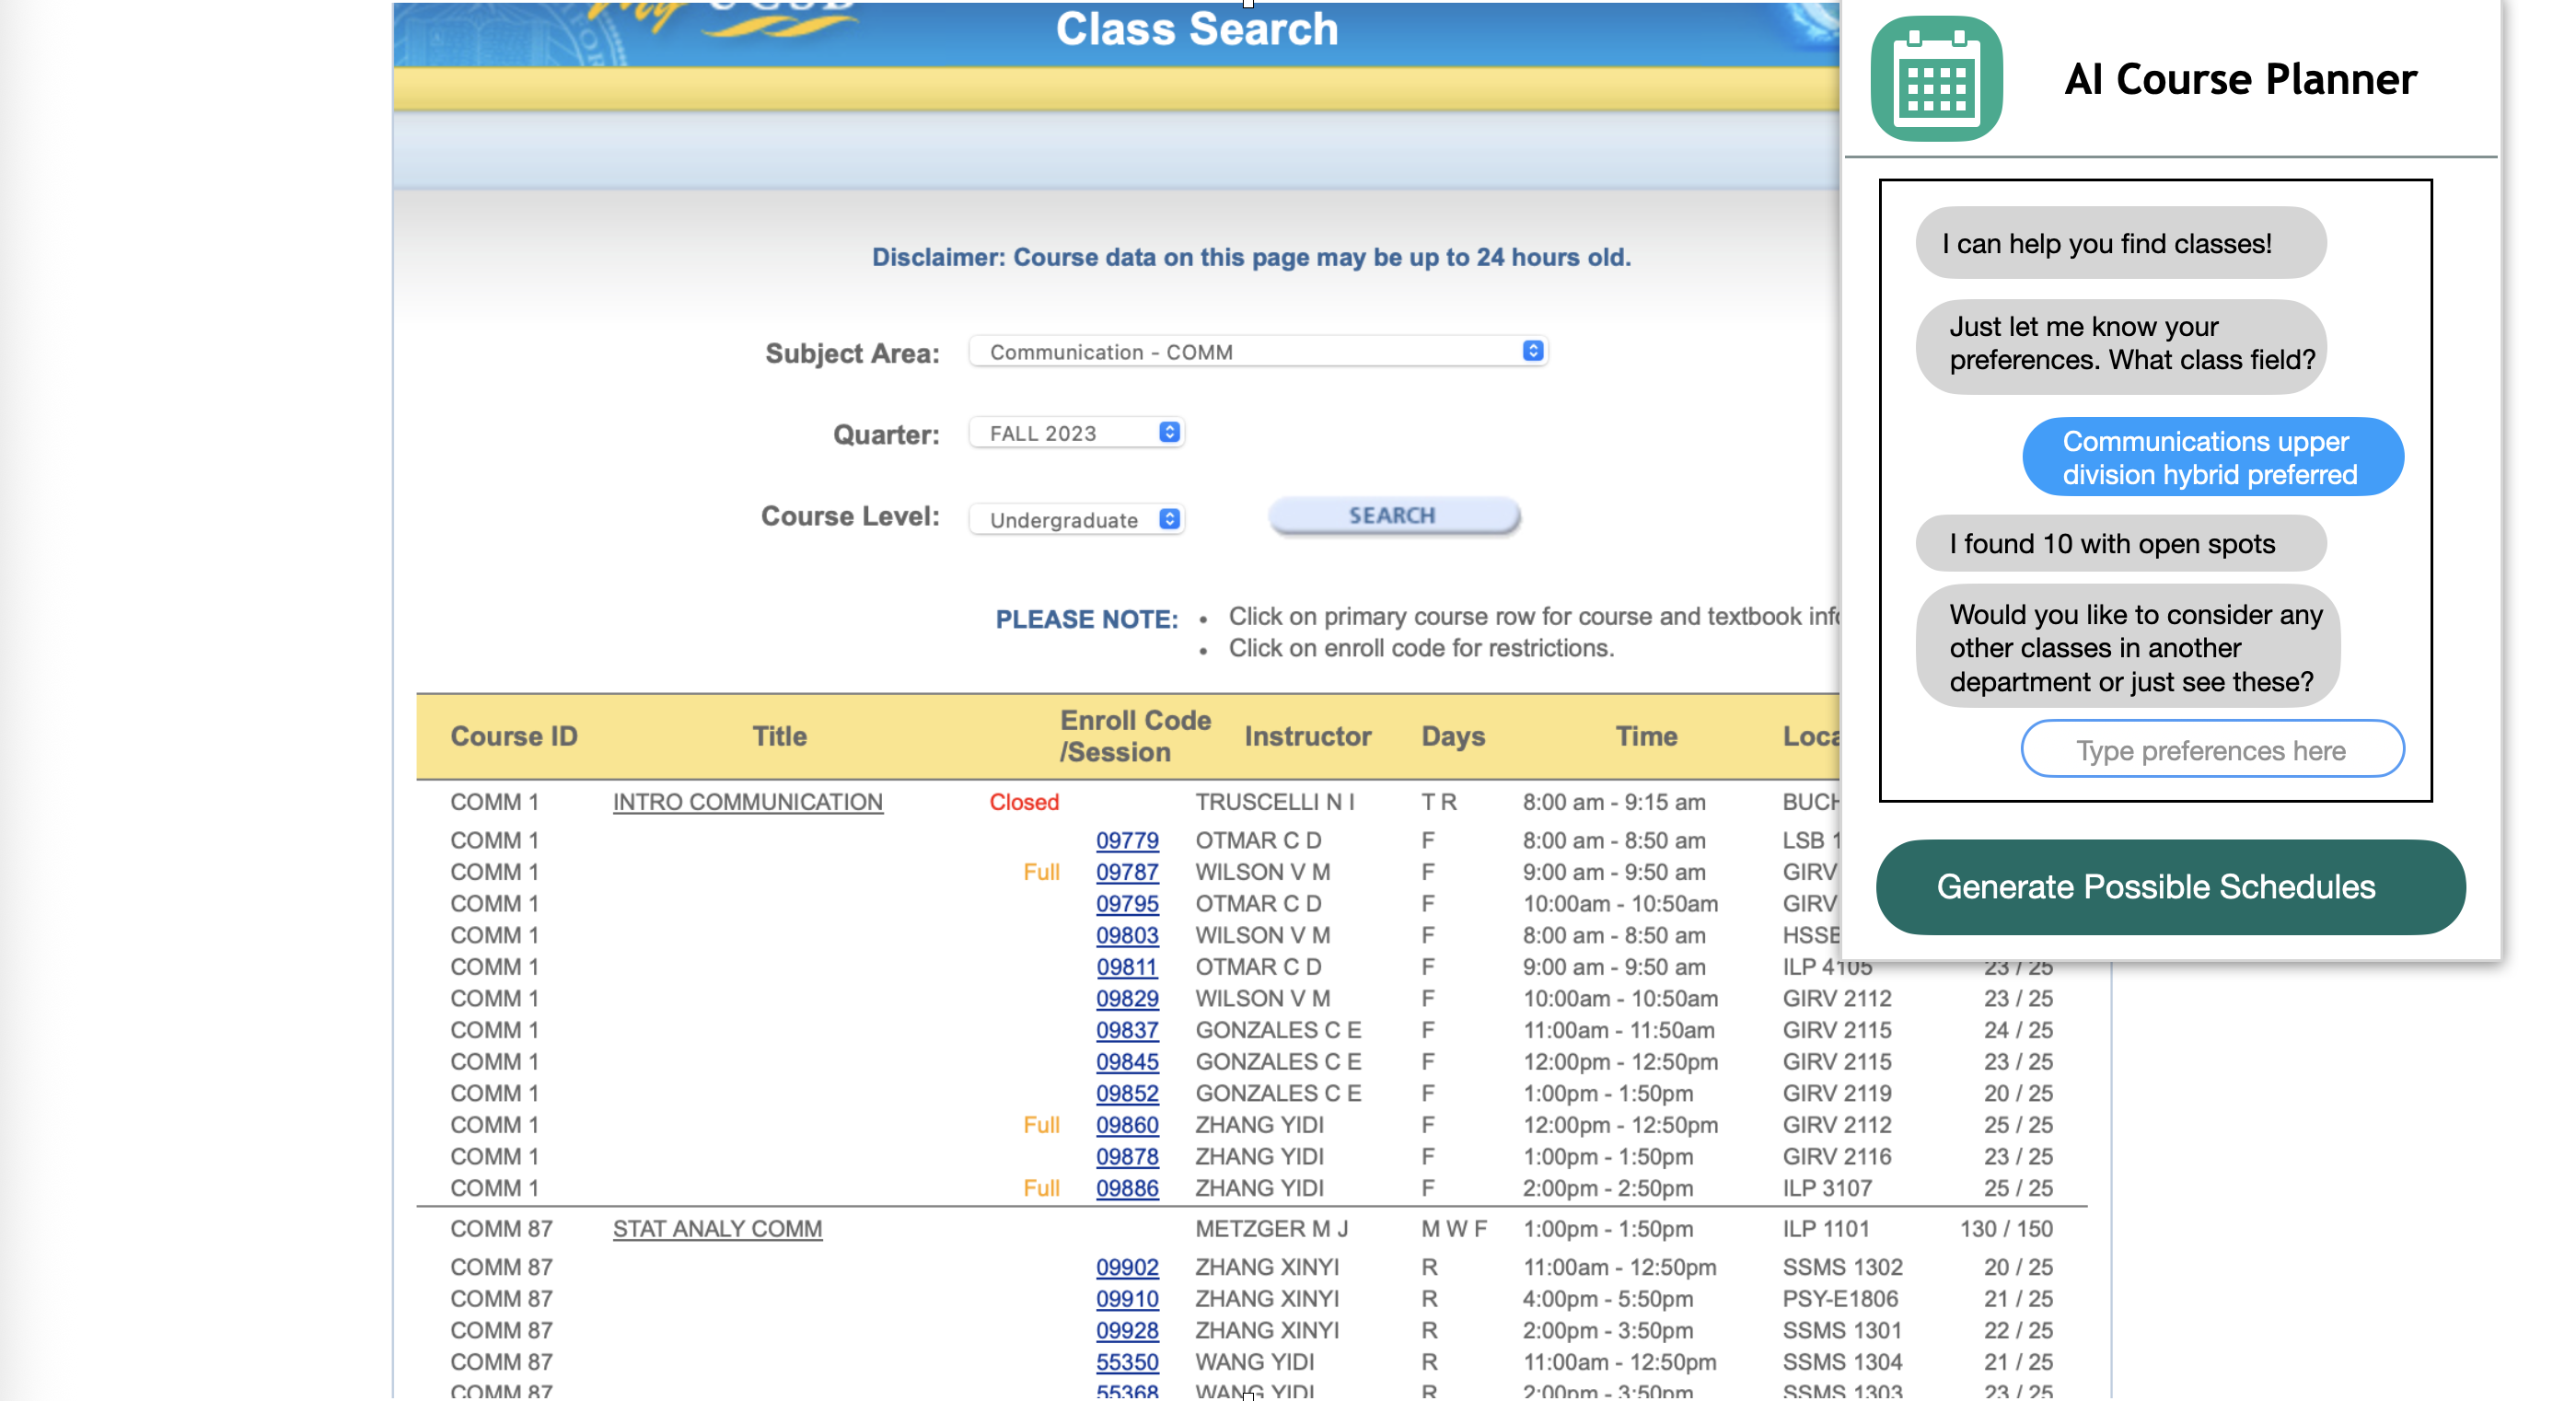 My UCSB
Class Search
Disclaimer: Course data on this page may be up to 24 hours old.
Subject Area: Communication - COMM
Quarter: FALL 2023
Course Level: Undergraduate SEARCH
PLEASE NOTE: • Click on primary course row for course and textbook
• Click on enroll code for restrictions.
Course ID Title Enroll Code /Session Instructor Days Time
COMM 1 INTRO COMMUNICATION Closed TRUSCELLI N I T R 8:00 am - 9:15 am
COMM 1 09779 OTMAR C D F 8:00 am - 8:50 am LSB
COMM 1 Full 09787 WILSON V M F 9:00 am - 9:50 am GIRV
COMM 1 09795 OTMAR C D F 10:00am - 10:50am GIRV
COMM 1 09803 WILSON V M F 8:00 am - 8:50 am
COMM 1 09811 OTMAR C D F 9:00 am - 9:50 am ILP 4105 23 / 25
COMM 1 09829 WILSON V M F 10:00am - 10:50am GIRV 2112 23 / 25
COMM 1 09837 GONZALES C E F 11:00am - 11:50am GIRV 2115 24 / 25
COMM 1 09845 GONZALES C E F 12:00pm - 12:50pm GIRV 2115 23 / 25
COMM 1 09852 GONZALES C E F 1:00pm - 1:50pm GIRV 2119 20 / 25
COMM 1 Full 09860 ZHANG YIDI F 12:00pm - 12:50pm GIRV 2112 25 / 25
COMM 1 09878 ZHANG YIDI F 1:00pm - 1:50pm GIRV 2116 23 / 25
COMM 1 Full 09886 ZHANG YIDI F 2:00pm - 2:50pm ILP 3107 25 / 25
COMM 87 STAT ANALY COMM METZGER M J M W F 1:00pm - 1:50pm ILP 1101 130 / 150
COMM 87 09902 ZHANG XINYI R 11:00am - 12:50pm SSMS 1302 20 / 25
COMM 87 09910 ZHANG XINYI R 4:00pm - 5:50pm PSY-E1806 21 / 25
COMM 87 09928 ZHANG XINYI R 2:00pm - 3:50pm SSMS 1301 22 / 25
COMM 87 55350 WANG YIDI R 11:00am - 12:50pm SSMS 1304 21 / 25
COMM 87 55368 WANG YIDI R 2:00pm - 3:50pm SSMS 1303 23 / 25
AI Course Planner
I can help you find classes!
Just let me know your
preferences. What class field?
Communications upper
division hybrid preferred
I found 10 with open spots
Would you like to consider any
other classes in another
department or just see these?
Type preferences here
Generate Possible Schedules